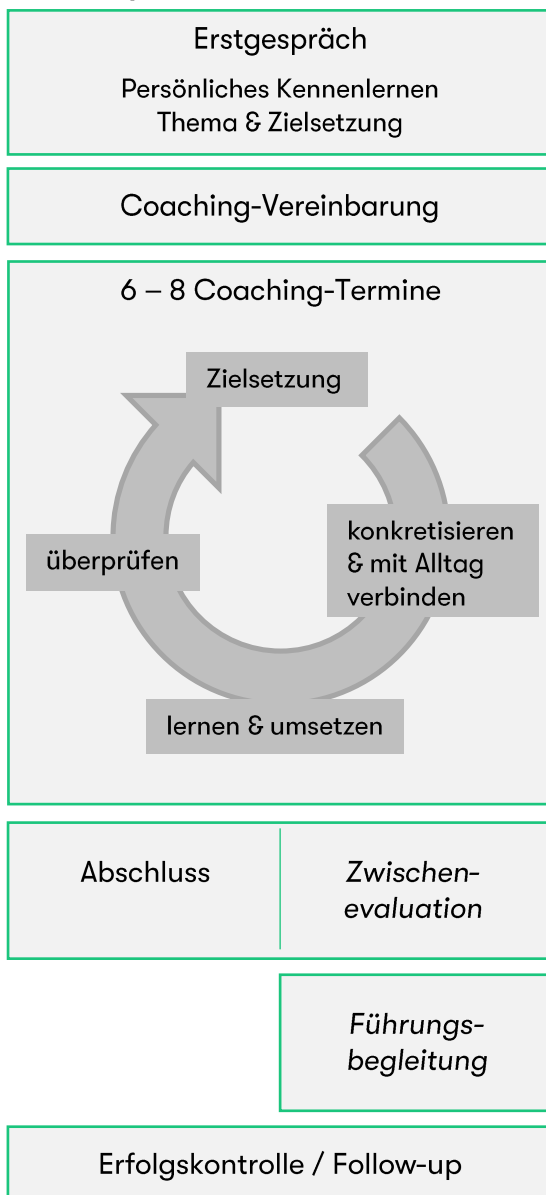 Erstgespräch
Persönliches Kennenlernen
Thema & Zielsetzung
Coaching-Vereinbarung
6 – 8 Coaching-Termine
Zielsetzung
konkretisieren
& mit Alltag
verbinden
überprüfen
lernen & umsetzen
Abschluss
Zwischen-
evaluation
Führungs-
begleitung
Erfolgskontrolle / Follow-up